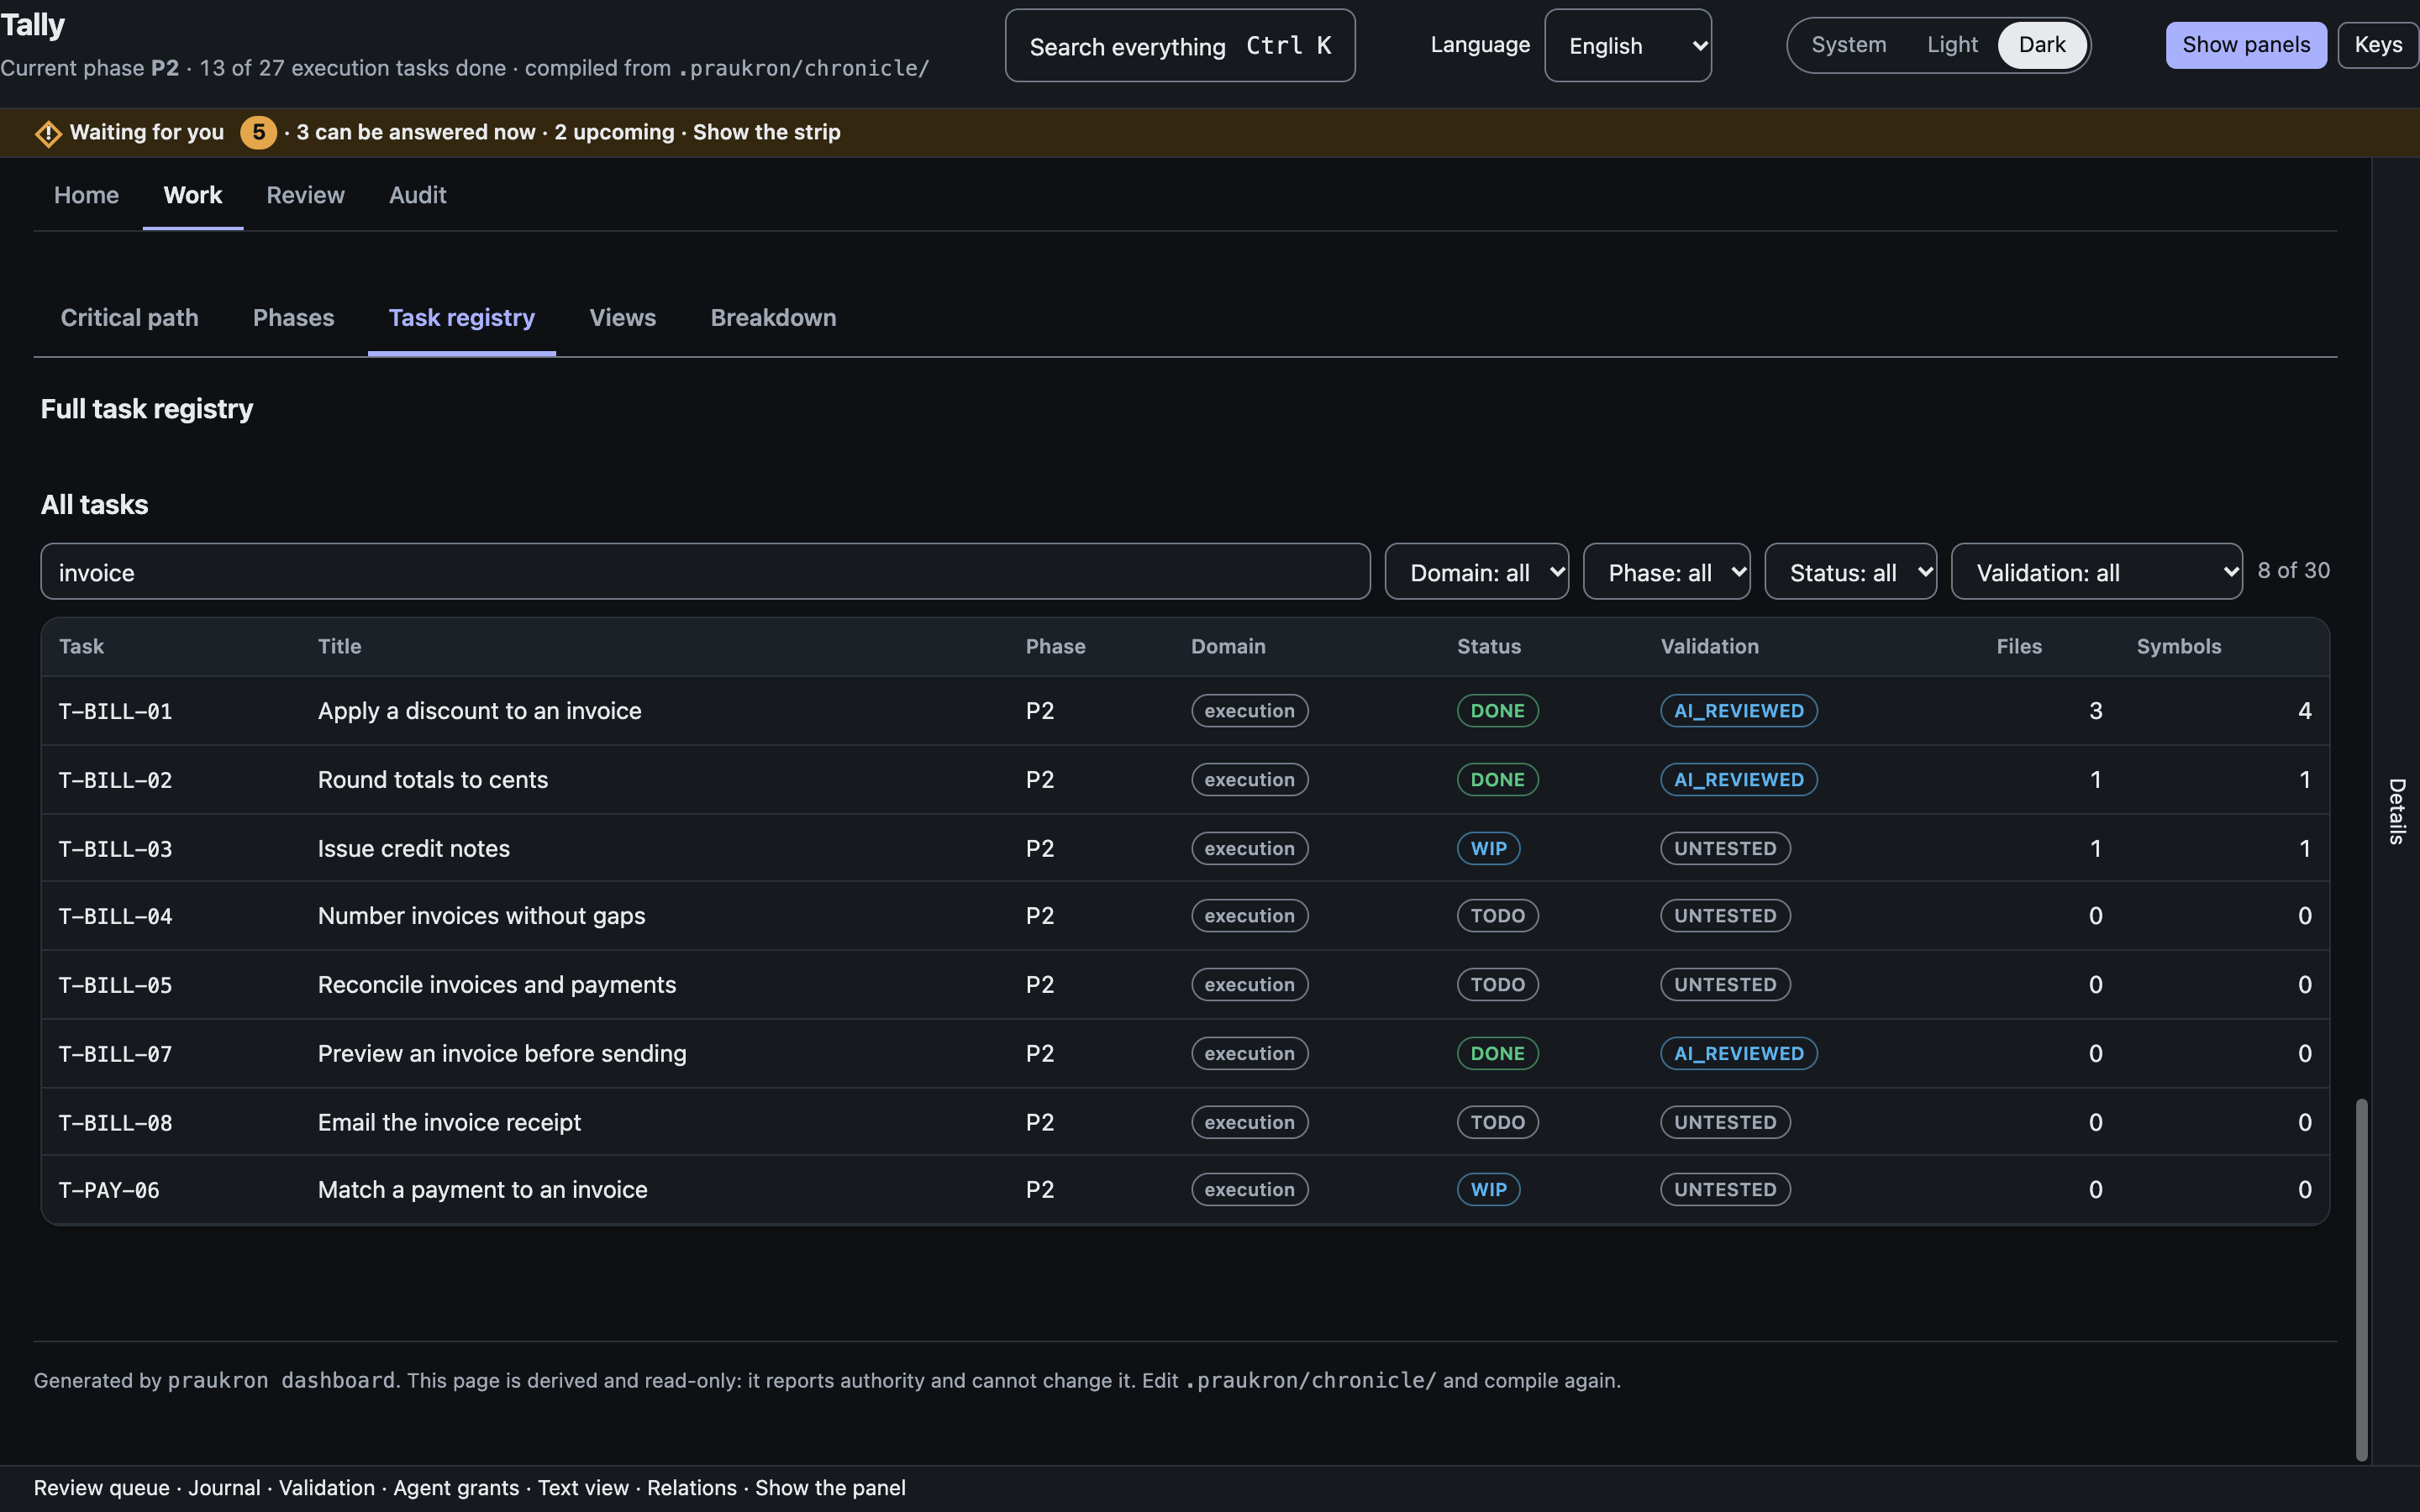 Tally
Current phase P2 · 13 of 27 execution tasks done · compiled from .praukron/chronicle/
Search everything Ctrl K
Language English
System Light Dark
Show panels
Keys
Waiting for you 5 · 3 can be answered now · 2 upcoming · Show the strip
Home Work Review Audit
Critical path Phases Task registry Views Breakdown
Full task registry
All tasks
invoice Domain: all Phase: all Status: all Validation: all 8 of 30
Task Title Phase Domain Status Validation Files Symbols
T-BILL-01 Apply a discount to an invoice P2 execution DONE AI_REVIEWED 3 4
T-BILL-02 Round totals to cents P2 execution DONE AI_REVIEWED 1 1
T-BILL-03 Issue credit notes P2 execution WIP UNTESTED 1 1
T-BILL-04 Number invoices without gaps P2 execution TODO UNTESTED 0 0
T-BILL-05 Reconcile invoices and payments P2 execution TODO UNTESTED 0 0
T-BILL-07 Preview an invoice before sending P2 execution DONE AI_REVIEWED 0 0
T-BILL-08 Email the invoice receipt P2 execution TODO UNTESTED 0 0
T-PAY-06 Match a payment to an invoice P2 execution WIP UNTESTED 0 0
Details
Generated by praukron dashboard. This page is derived and read-only: it reports authority and cannot change it. Edit .praukron/chronicle/ and compile again.
Review queue · Journal · Validation · Agent grants · Text view · Relations · Show the panel